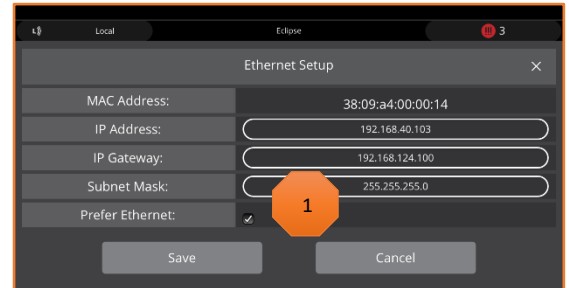 Local Eclipse 3
Ethernet Setup
MAC Address: 38:09:a4:00:00:14
IP Address: 192.168.40.103
IP Gateway: 192.168.124.100
Subnet Mask: 255.255.255.0
Prefer Ethernet:
1
Save Cancel